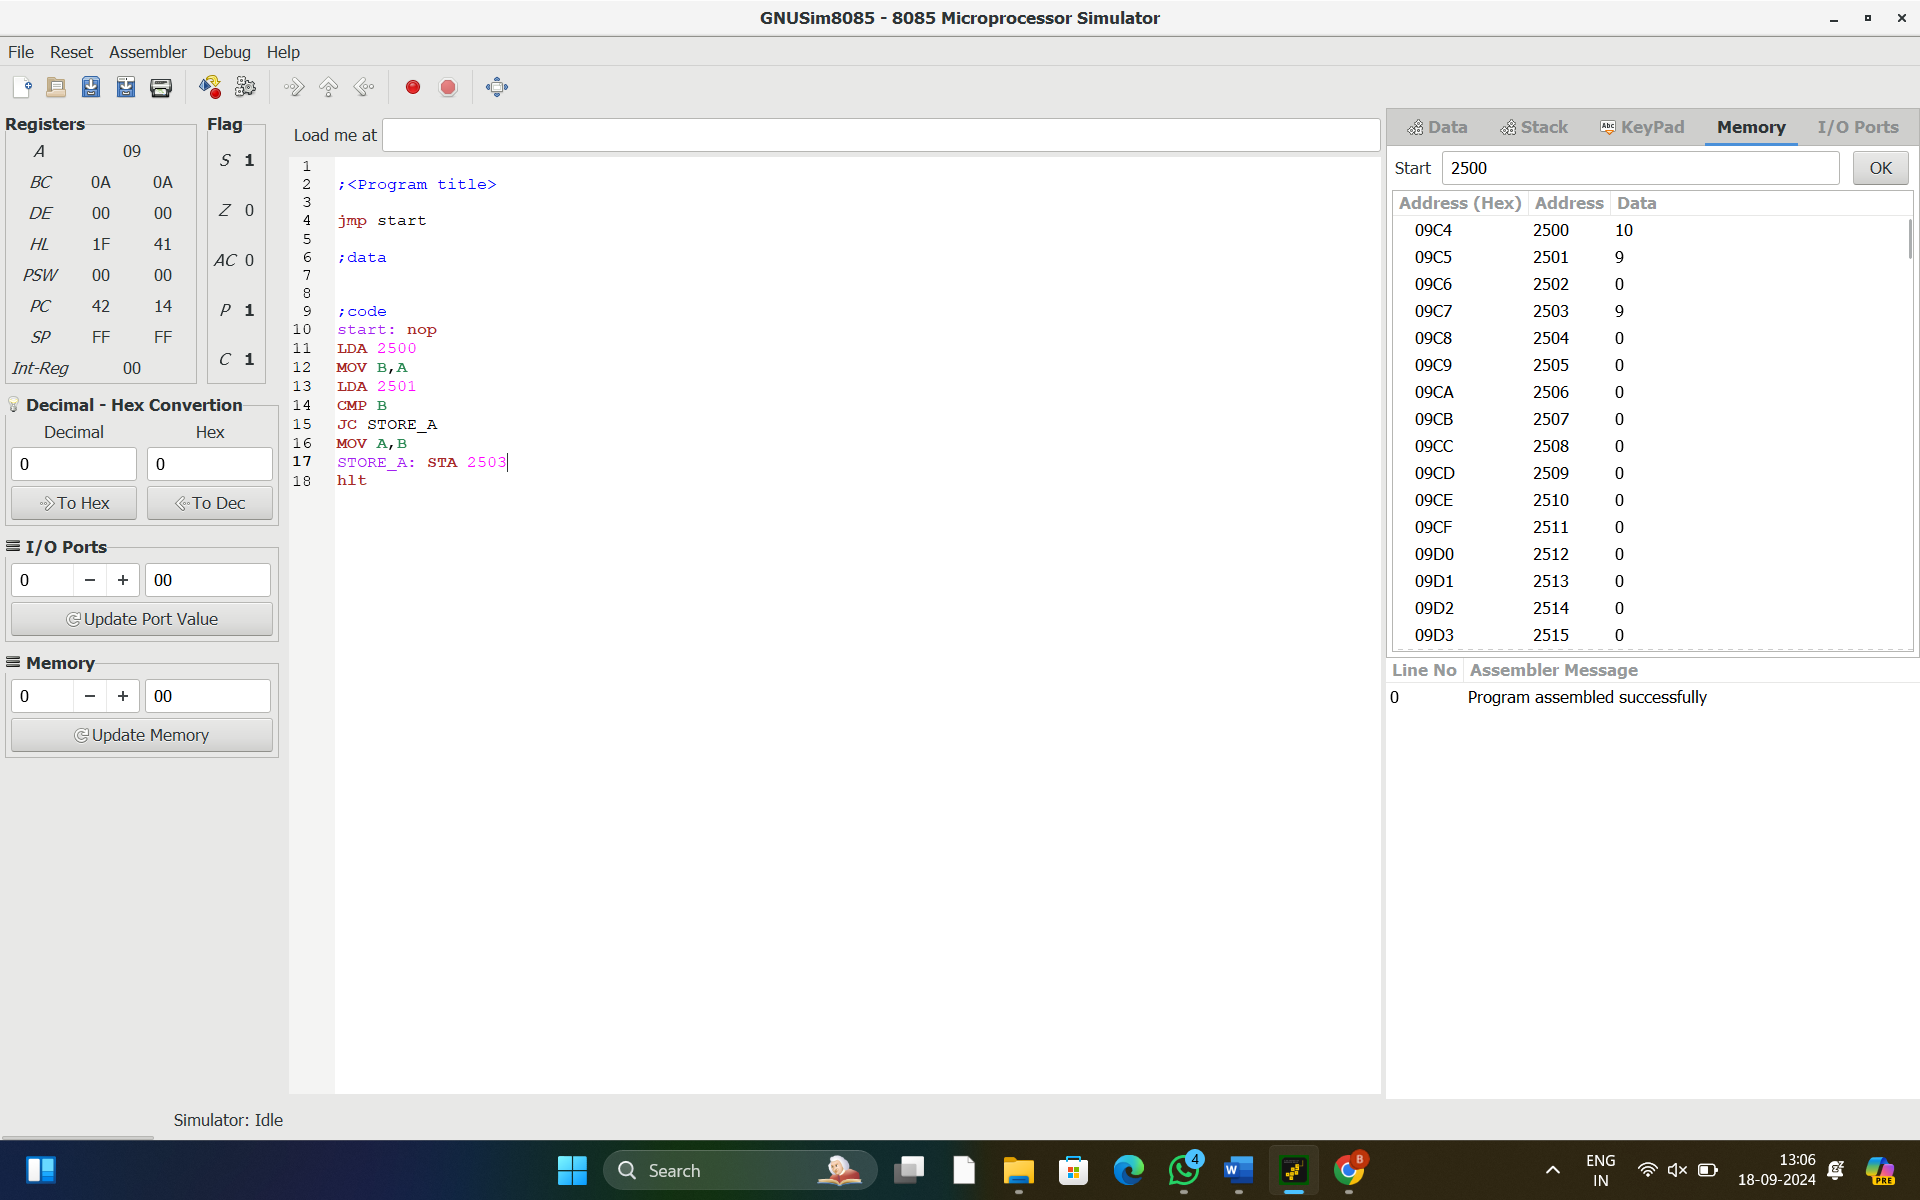 GNUSim8085 - 8085 Microprocessor Simulator
File Reset Assembler Debug Help
Registers
A 09
BC 0A 0A
DE 00 00
HL 1F 41
PSW 00 00
PC 42 14
SP FF FF
Int-Reg 00
Flag
S 1
Z 0
AC 0
P 1
C 1
Decimal - Hex Convertion
Decimal Hex
0 0
To Hex To Dec
I/O Ports
0 − + 00
Update Port Value
Memory
0 − + 00
Update Memory
Load me at
1
2 ;<Program title>
3
4 jmp start
5
6 ;data
7
8
9 ;code
10 start: nop
11 LDA 2500
12 MOV B,A
13 LDA 2501
14 CMP B
15 JC STORE_A
16 MOV A,B
17 STORE_A: STA 2503
18 hlt
Data Stack Abc KeyPad Memory I/O Ports
Start 2500 OK
Address (Hex) Address Data
09C4 2500 10
09C5 2501 9
09C6 2502 0
09C7 2503 9
09C8 2504 0
09C9 2505 0
09CA 2506 0
09CB 2507 0
09CC 2508 0
09CD 2509 0
09CE 2510 0
09CF 2511 0
09D0 2512 0
09D1 2513 0
09D2 2514 0
09D3 2515 0
Line No Assembler Message
0 Program assembled successfully
Simulator: Idle
Search
4
W
B
ENG
IN
13:06
18-09-2024
PRE